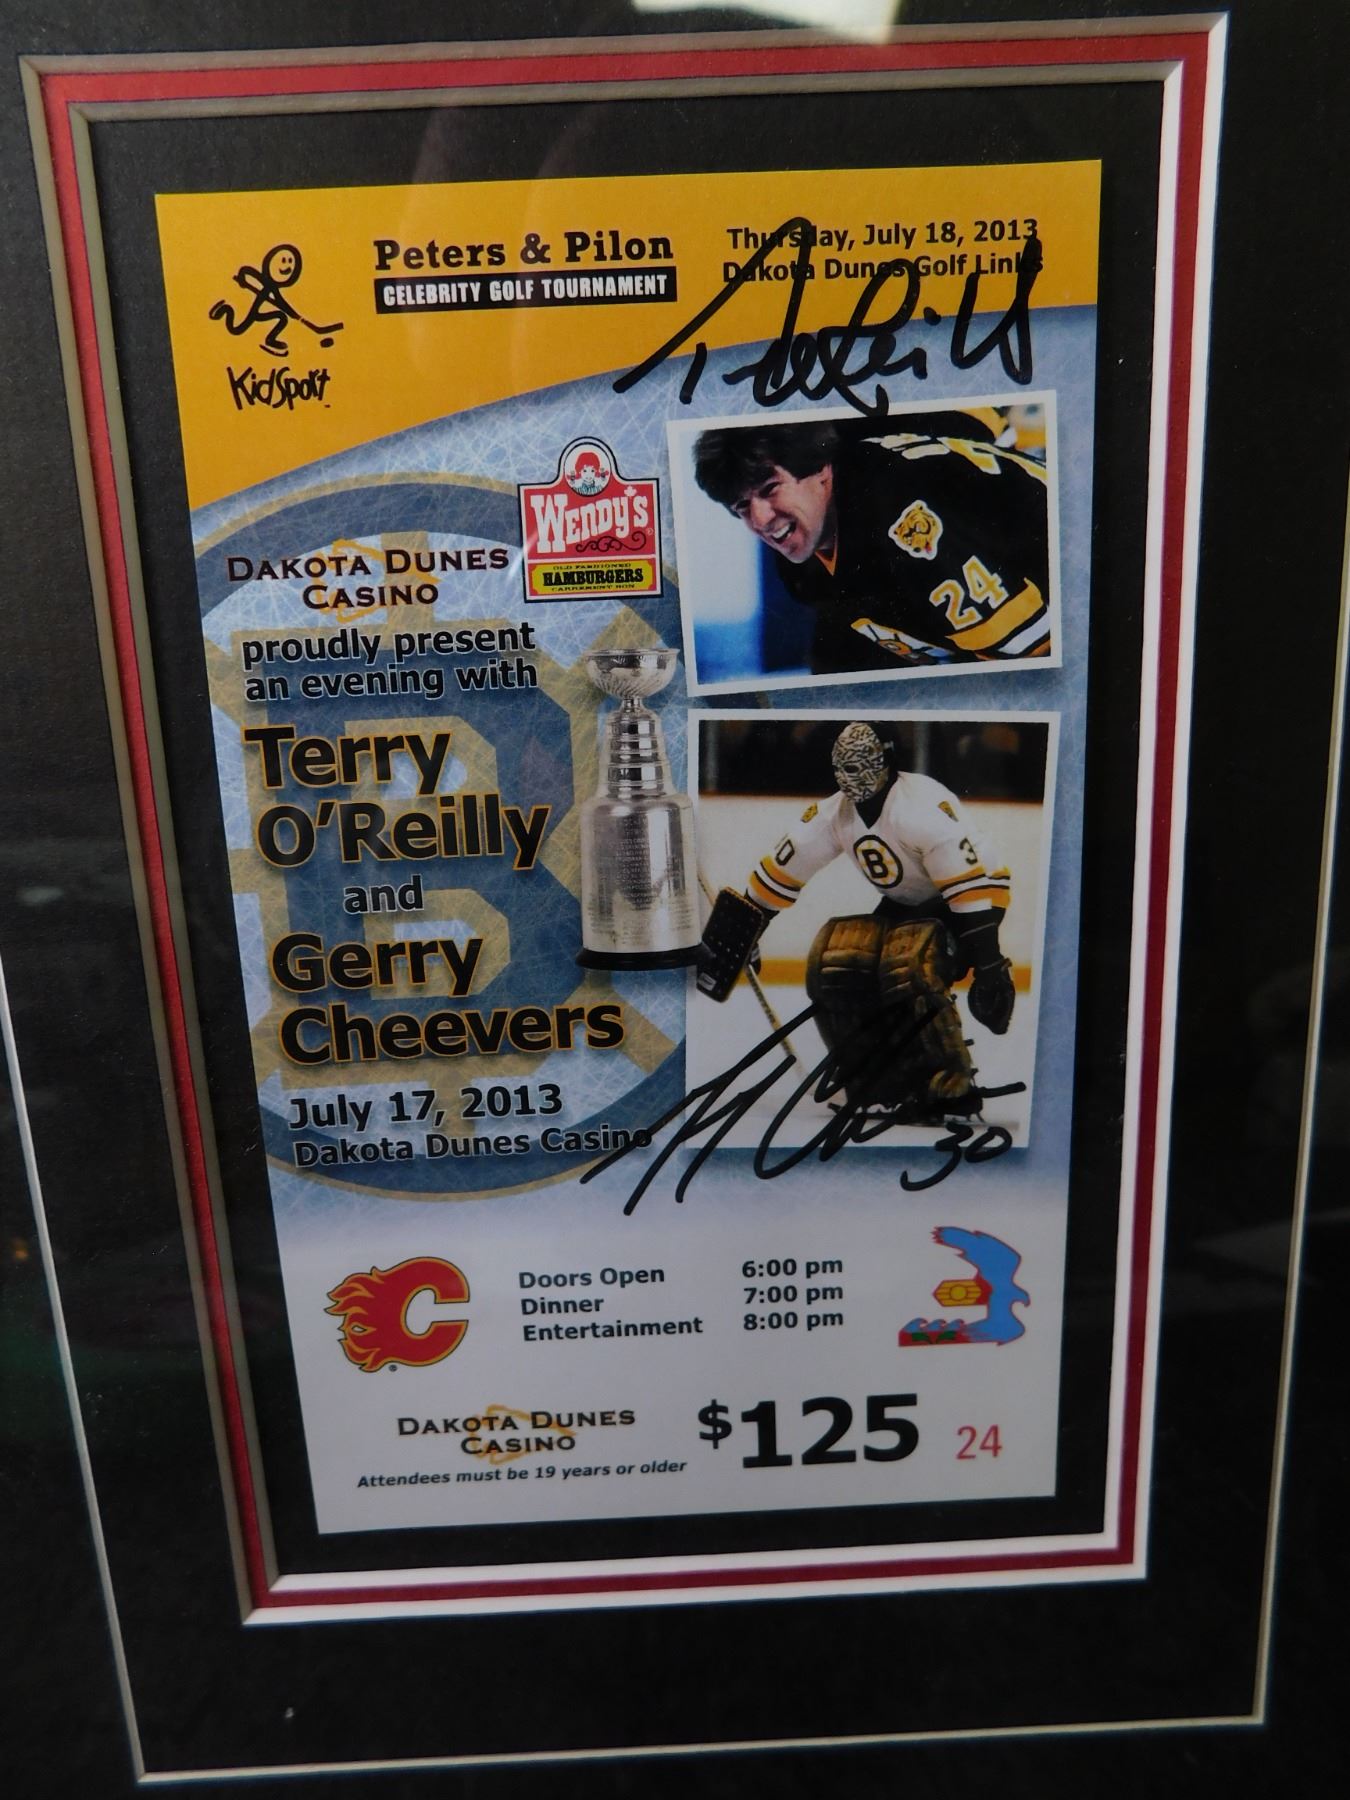 Peters & Pilon
CELEBRITY GOLF TOURNAMENT
Thursday, July 18, 2013
Dakota Dunes Golf Links
KidSport
WENDY'S
OLD FASHIONED
HAMBURGERS
DAKOTA DUNES
CASINO
proudly present
an evening with
Terry
O'Reilly
and
Gerry
Cheevers
July 17, 2013
Dakota Dunes Casino
24
30
3
B
30
C
Doors Open 6:00 pm
Dinner 7:00 pm
Entertainment 8:00 pm
DAKOTA DUNES
CASINO
Attendees must be 19 years or older
$125 24